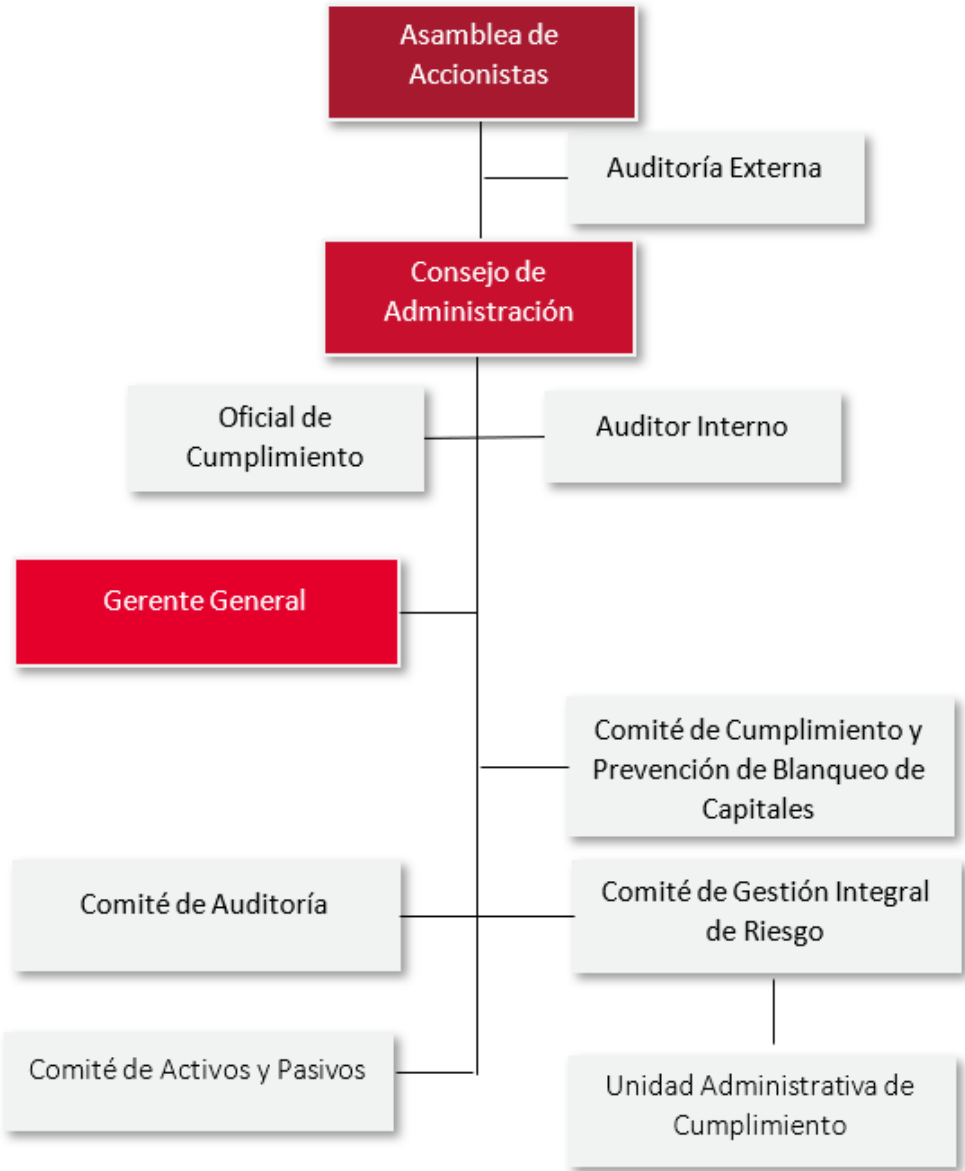 Asamblea de
Accionistas
Auditoría Externa
Consejo de
Administración
Oficial de
Cumplimiento
Auditor Interno
Gerente General
Comité de Cumplimiento y
Prevención de Blanqueo de
Capitales
Comité de Auditoría
Comité de Gestión Integral
de Riesgo
Comité de Activos y Pasivos
Unidad Administrativa de
Cumplimiento